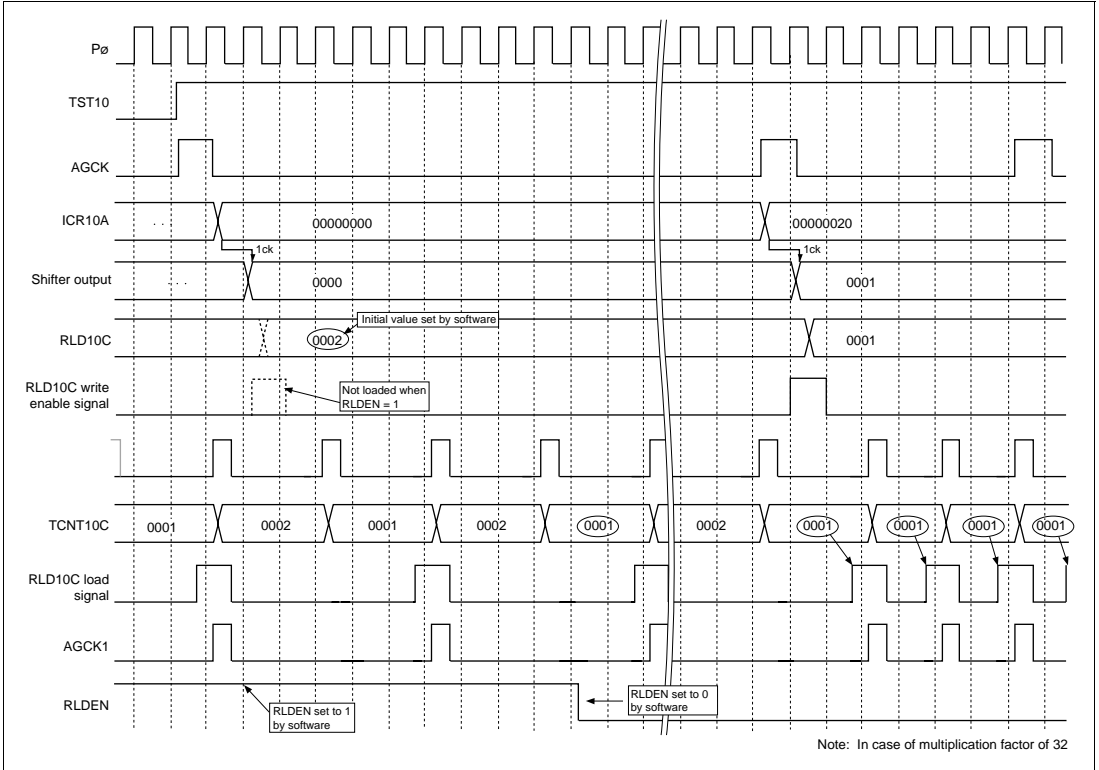 Pø
TST10
AGCK
ICR10A
. . 00000000 00000020
1ck 1ck
Shifter output
. . . 0000 0001
Initial value set by software
RLD10C
0002 0001
RLD10C write
enable signal
Not loaded when
RLDEN = 1
TCNT10C
0001 0002 0001 0002 0001 0002 0001 0001 0001 0001
RLD10C load
signal
AGCK1
RLDEN
RLDEN set to 1
by software
RLDEN set to 0
by software
Note: In case of multiplication factor of 32